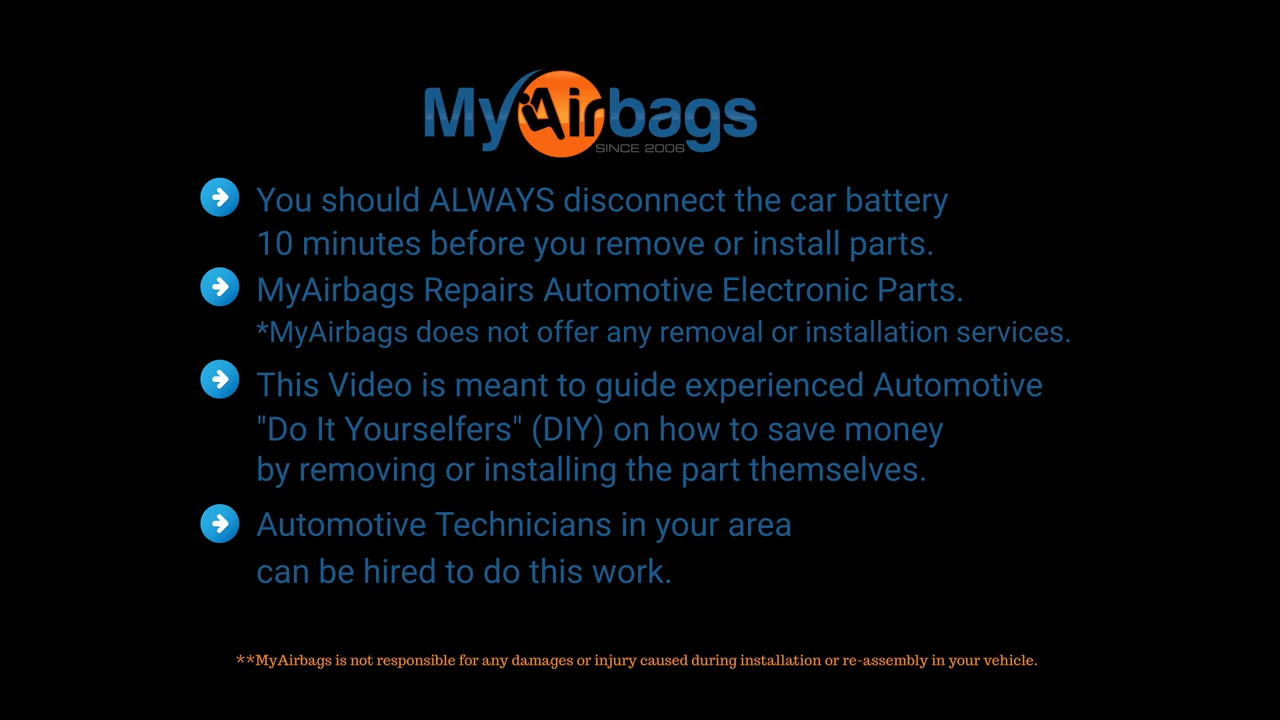 MyAirbags
SINCE 2006
You should ALWAYS disconnect the car battery
10 minutes before you remove or install parts.
MyAirbags Repairs Automotive Electronic Parts.
*MyAirbags does not offer any removal or installation services.
This Video is meant to guide experienced Automotive
"Do It Yourselfers" (DIY) on how to save money
by removing or installing the part themselves.
Automotive Technicians in your area
can be hired to do this work.
**MyAirbags is not responsible for any damages or injury caused during installation or re-assembly in your vehicle.